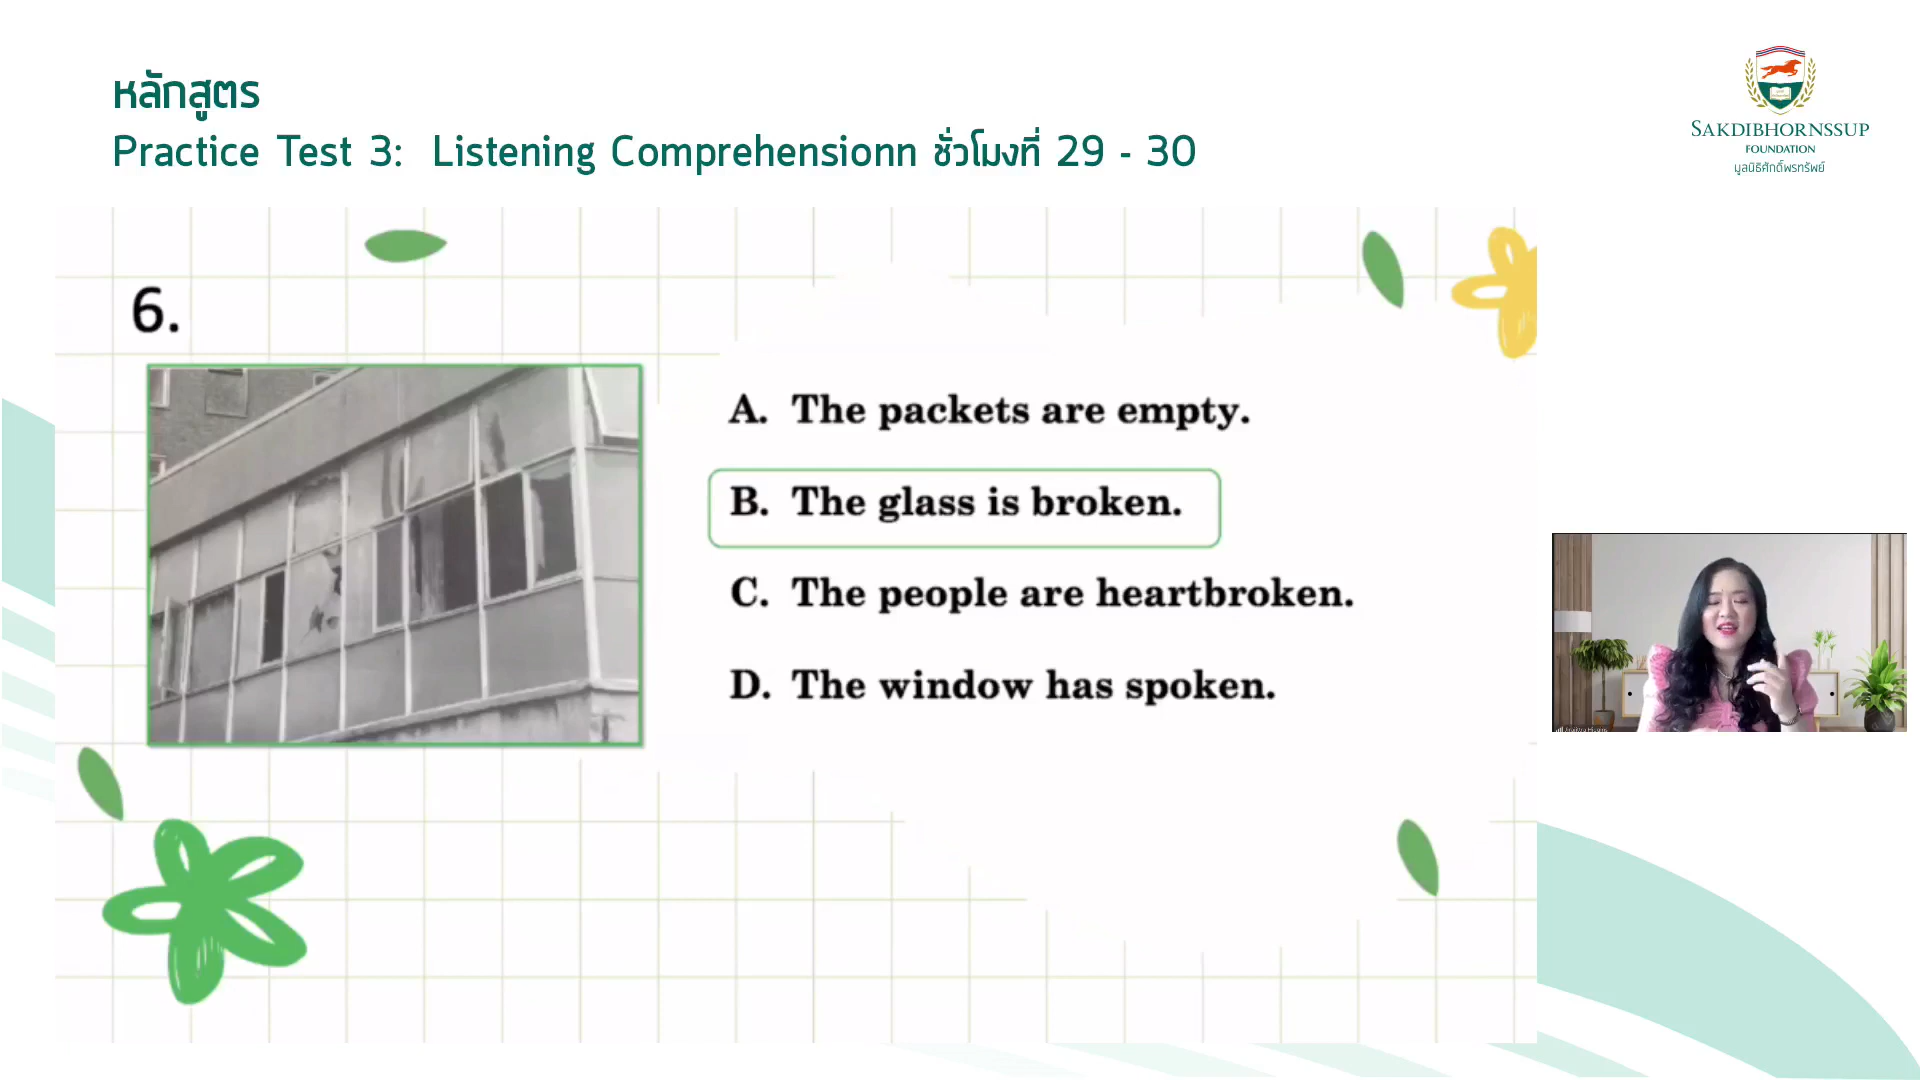 หลักสูตร
Practice Test 3: Listening Comprehensionn ชั่วโมงที่ 29 - 30
SAKDIBHORNSSUP
FOUNDATION
มูลนิธิศักดิ์พรทรัพย์
6.
A. The packets are empty.
B. The glass is broken.
C. The people are heartbroken.
D. The window has spoken.